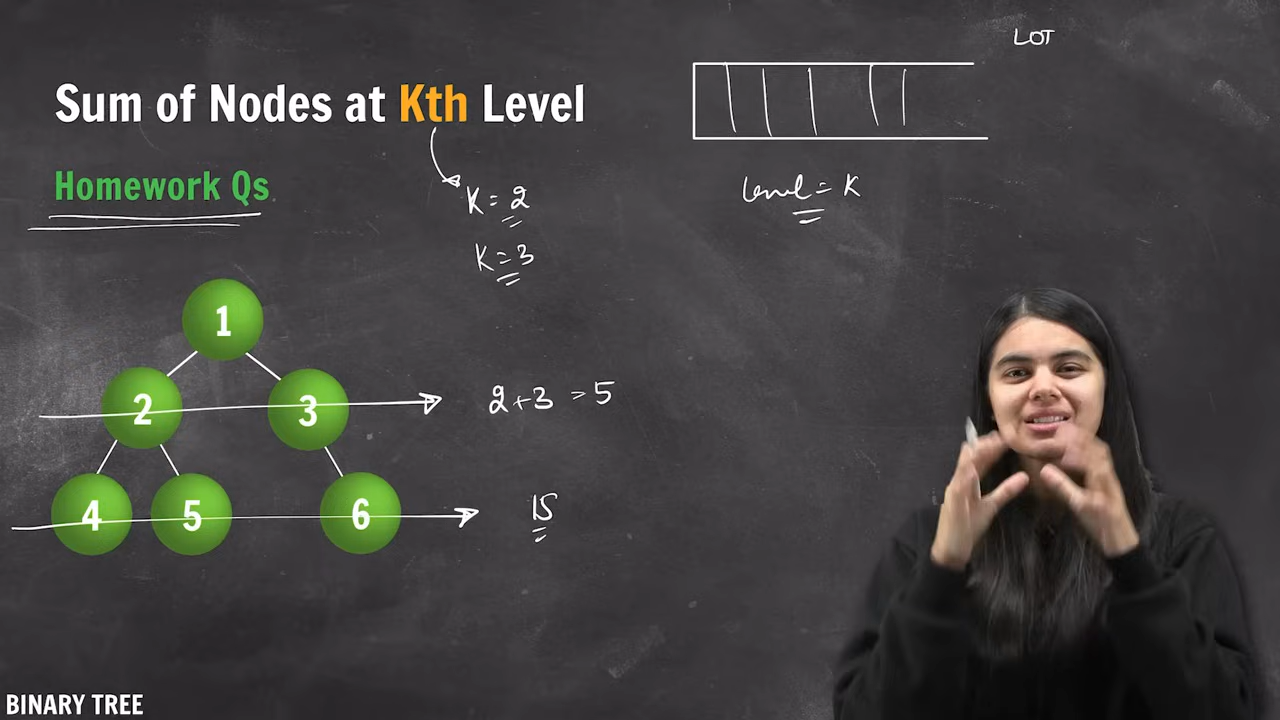 LOT
Sum of Nodes at Kth Level
Homework Qs
K = 2
K = 3
level = K
1
2 3
2+3 = 5
4 5 6
15
BINARY TREE